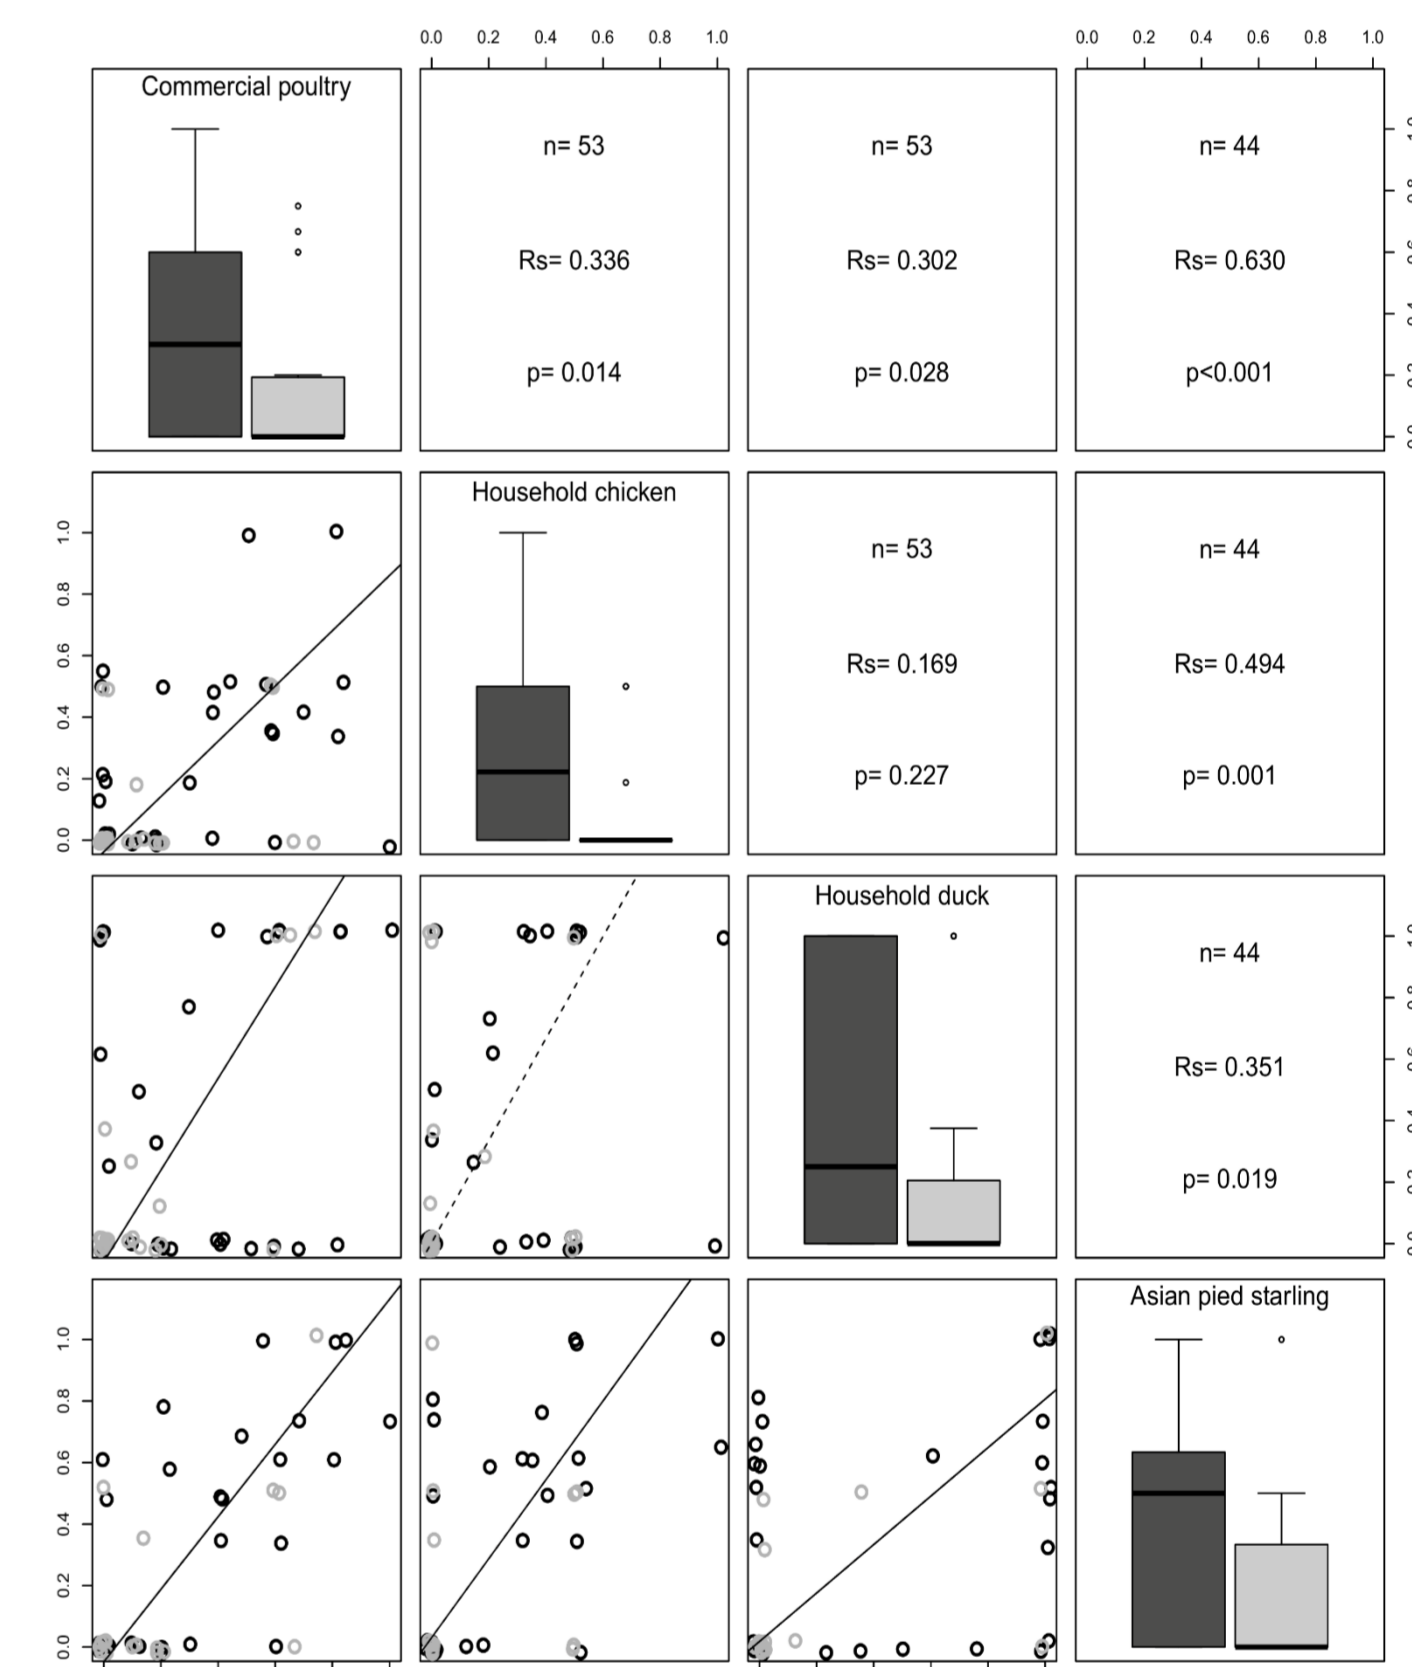 0.0 0.2 0.4 0.6 0.8 1.0 0.0 0.2 0.4 0.6 0.8 1.0
Commercial poultry
n= 53 n= 53 n= 44
Rs= 0.336 Rs= 0.302 Rs= 0.630
p= 0.014 p= 0.028 p<0.001
Household chicken
1.0
0.8
0.6
0.4
0.2
0.0
n= 53 n= 44
Rs= 0.169 Rs= 0.494
p= 0.227 p= 0.001
Household duck
n= 44
Rs= 0.351
p= 0.019
Asian pied starling
1.0
0.8
0.6
0.4
0.2
0.0